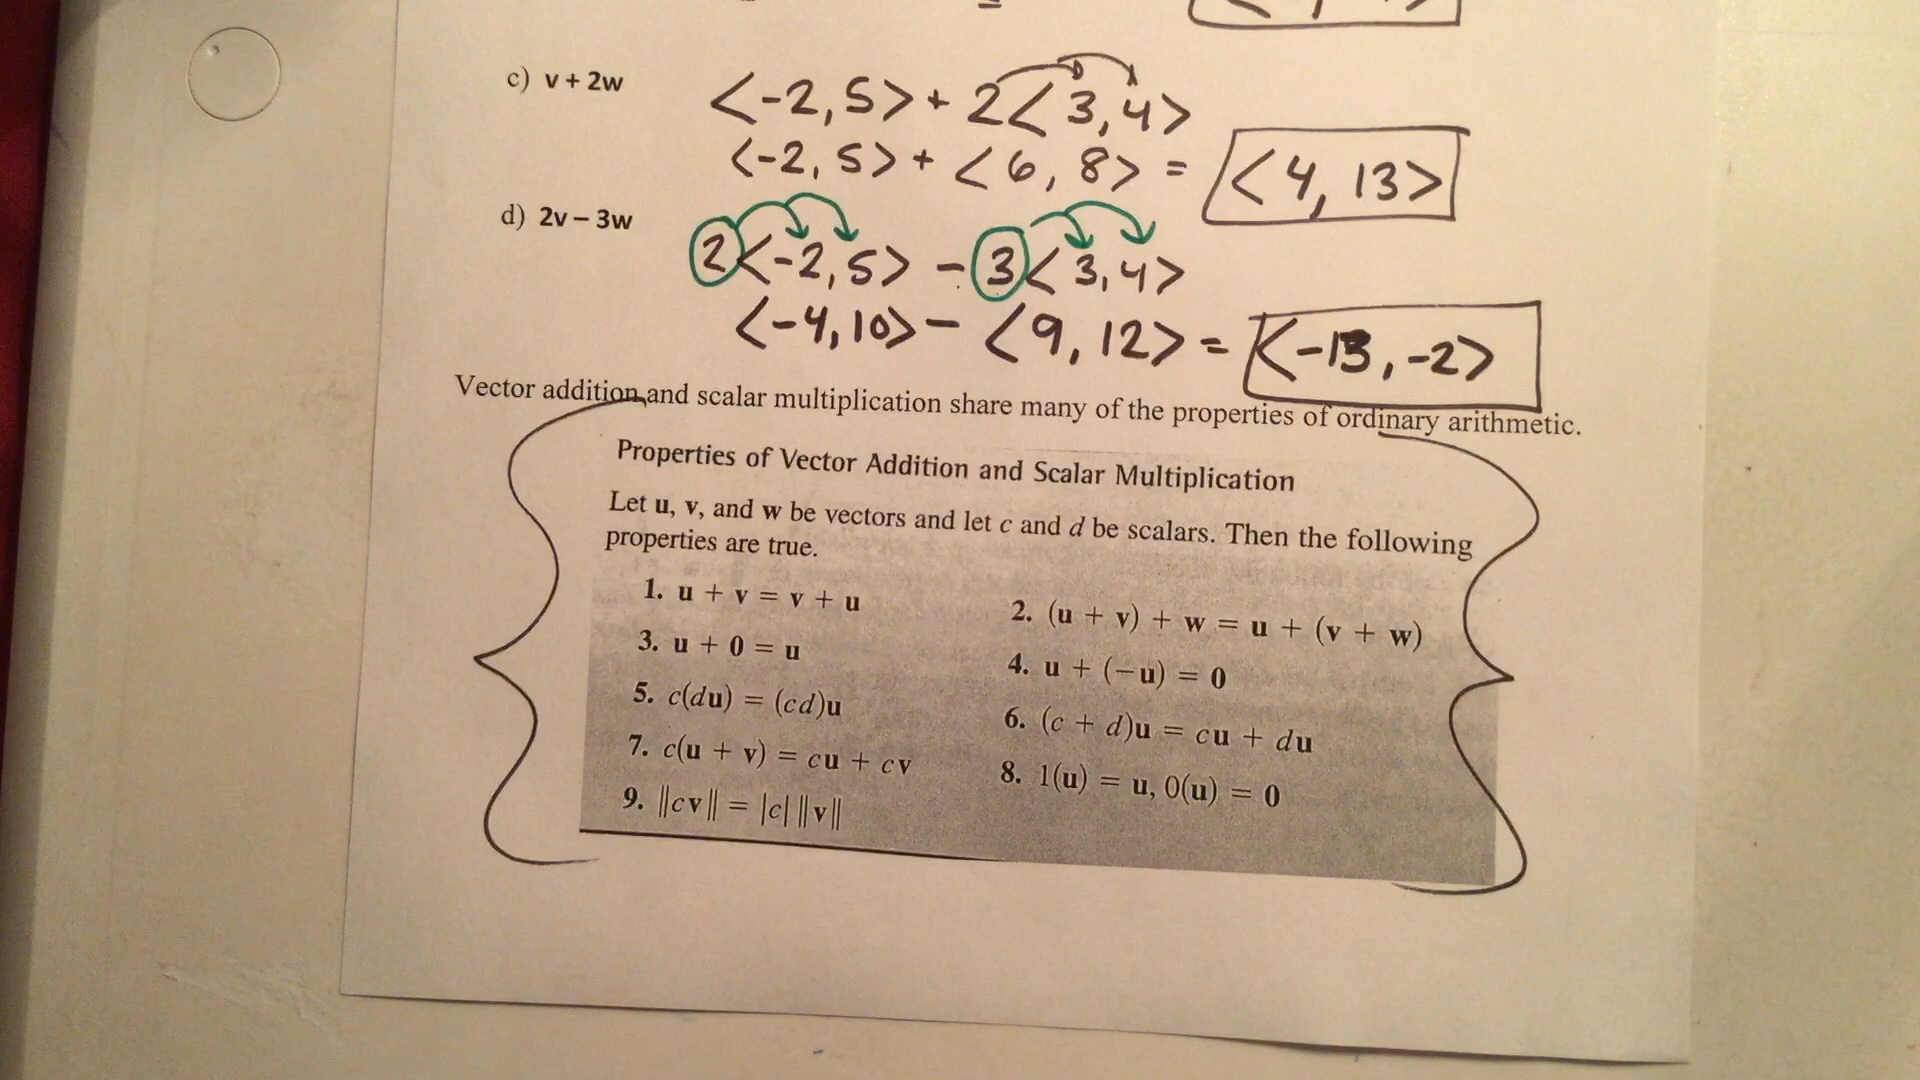 c) v + 2w
<-2, 5> + 2< 3, 4>
<-2, 5> + <6, 8> = <4, 13>
d) 2v – 3w
2<-2, 5> - 3< 3, 4>
<-4, 10> - <9, 12> = <-13, -2>
Vector addition and scalar multiplication share many of the properties of ordinary arithmetic.
Properties of Vector Addition and Scalar Multiplication
Let u, v, and w be vectors and let c and d be scalars. Then the following
properties are true.
1. u + v = v + u
2. (u + v) + w = u + (v + w)
3. u + 0 = u
4. u + (−u) = 0
5. c(du) = (cd)u
6. (c + d)u = cu + du
7. c(u + v) = cu + cv
8. 1(u) = u, 0(u) = 0
9. ‖cv‖ = |c| ‖v‖